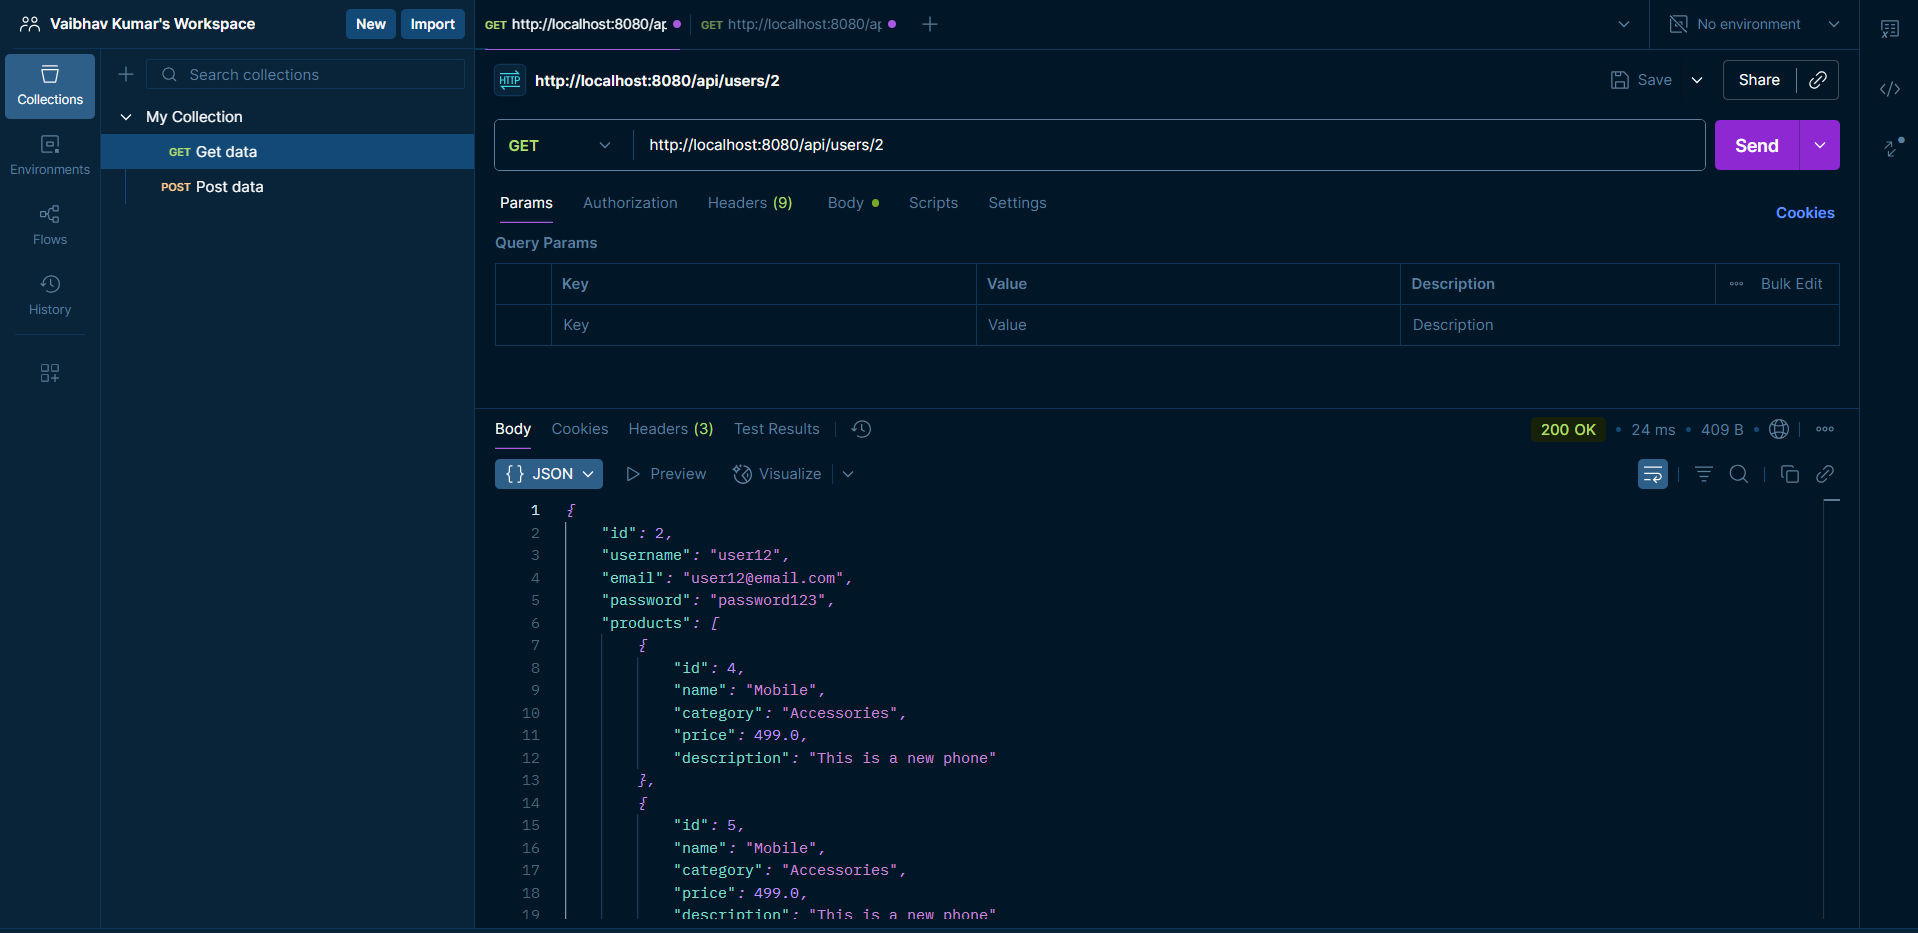 Vaibhav Kumar's Workspace
New
Import
GET http://localhost:8080/ap
GET http://localhost:8080/ap
No environment
Collections
Environments
Flows
History
Search collections
My Collection
GET Get data
POST Post data
HTTP http://localhost:8080/api/users/2
Save
Share
GET http://localhost:8080/api/users/2
Send
Params Authorization Headers (9) Body Scripts Settings
Cookies
Query Params
Key Value Description Bulk Edit
Key Value Description
Body Cookies Headers (3) Test Results
200 OK • 24 ms • 409 B •
{} JSON Preview Visualize
1 {
2 "id": 2,
3 "username": "user12",
4 "email": "user12@email.com",
5 "password": "password123",
6 "products": [
7 {
8 "id": 4,
9 "name": "Mobile",
10 "category": "Accessories",
11 "price": 499.0,
12 "description": "This is a new phone"
13 },
14 {
15 "id": 5,
16 "name": "Mobile",
17 "category": "Accessories",
18 "price": 499.0,
19 "description": "This is a new phone"